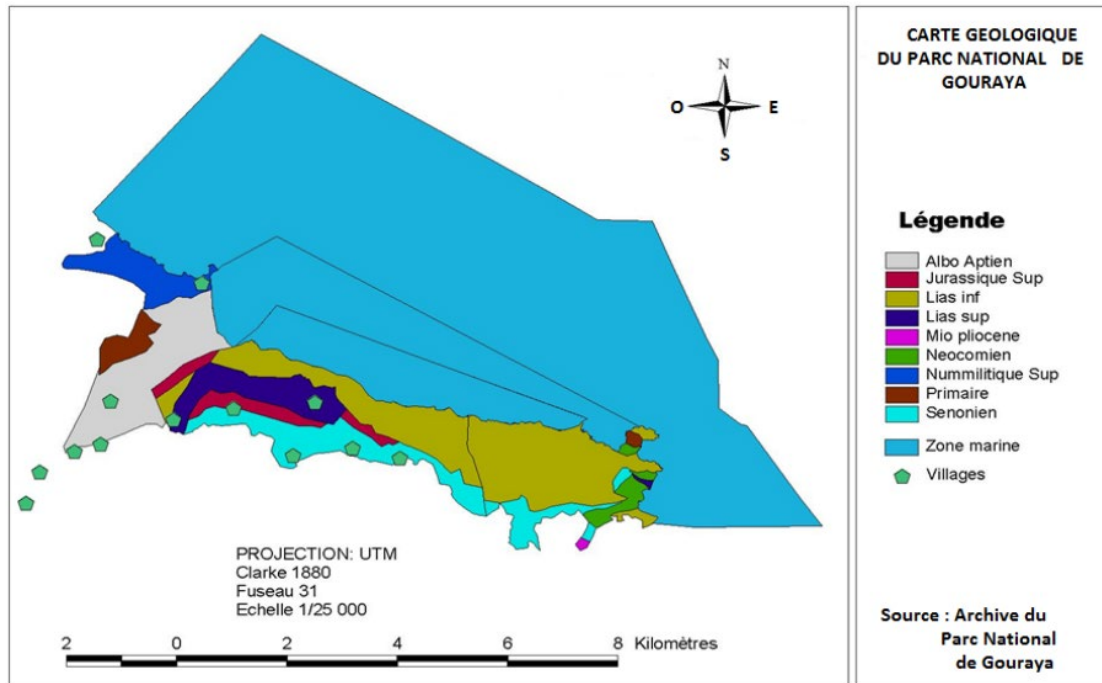 CARTE GEOLOGIQUE
DU PARC NATIONAL DE
GOURAYA
N
O
E
S
Légende
Albo Aptien
Jurassique Sup
Lias inf
Lias sup
Mio pliocene
Neocomien
Nummilitique Sup
Primaire
Senonien
Zone marine
Villages
PROJECTION: UTM
Clarke 1880
Fuseau 31
Echelle 1/25 000
2 0 2 4 6 8 Kilomètres
Source : Archive du
Parc National
de Gouraya